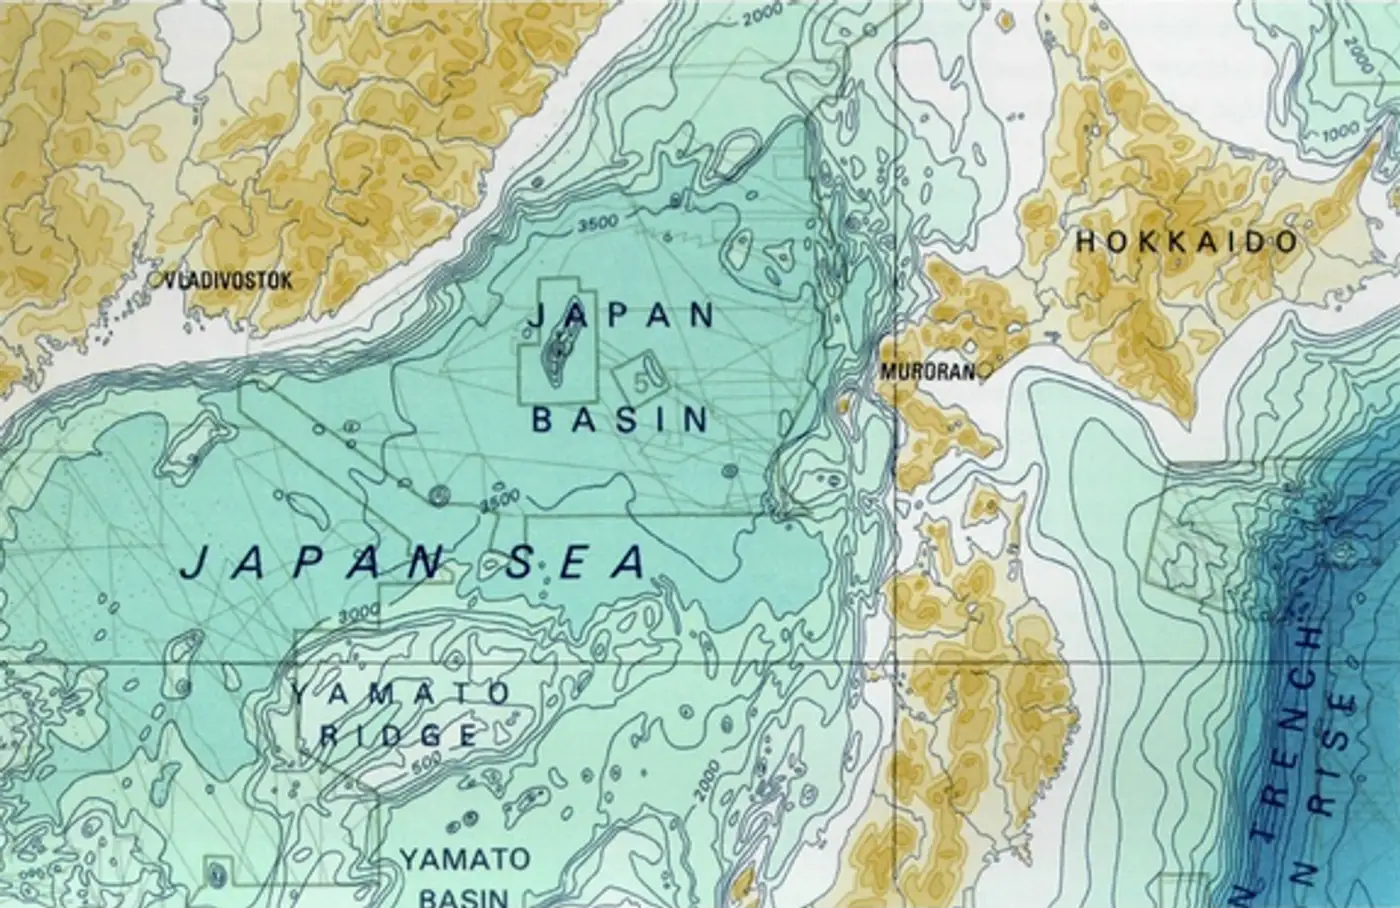 2000
2000
1000
3500
HOKKAIDO
VLADIVOSTOK
JAPAN
MURORAN
50
BASIN
2500
JAPAN SEA
3000
YAMATO
RIDGE
500
2000
YAMATO
BASIN
TRENCH
RISE
N
N